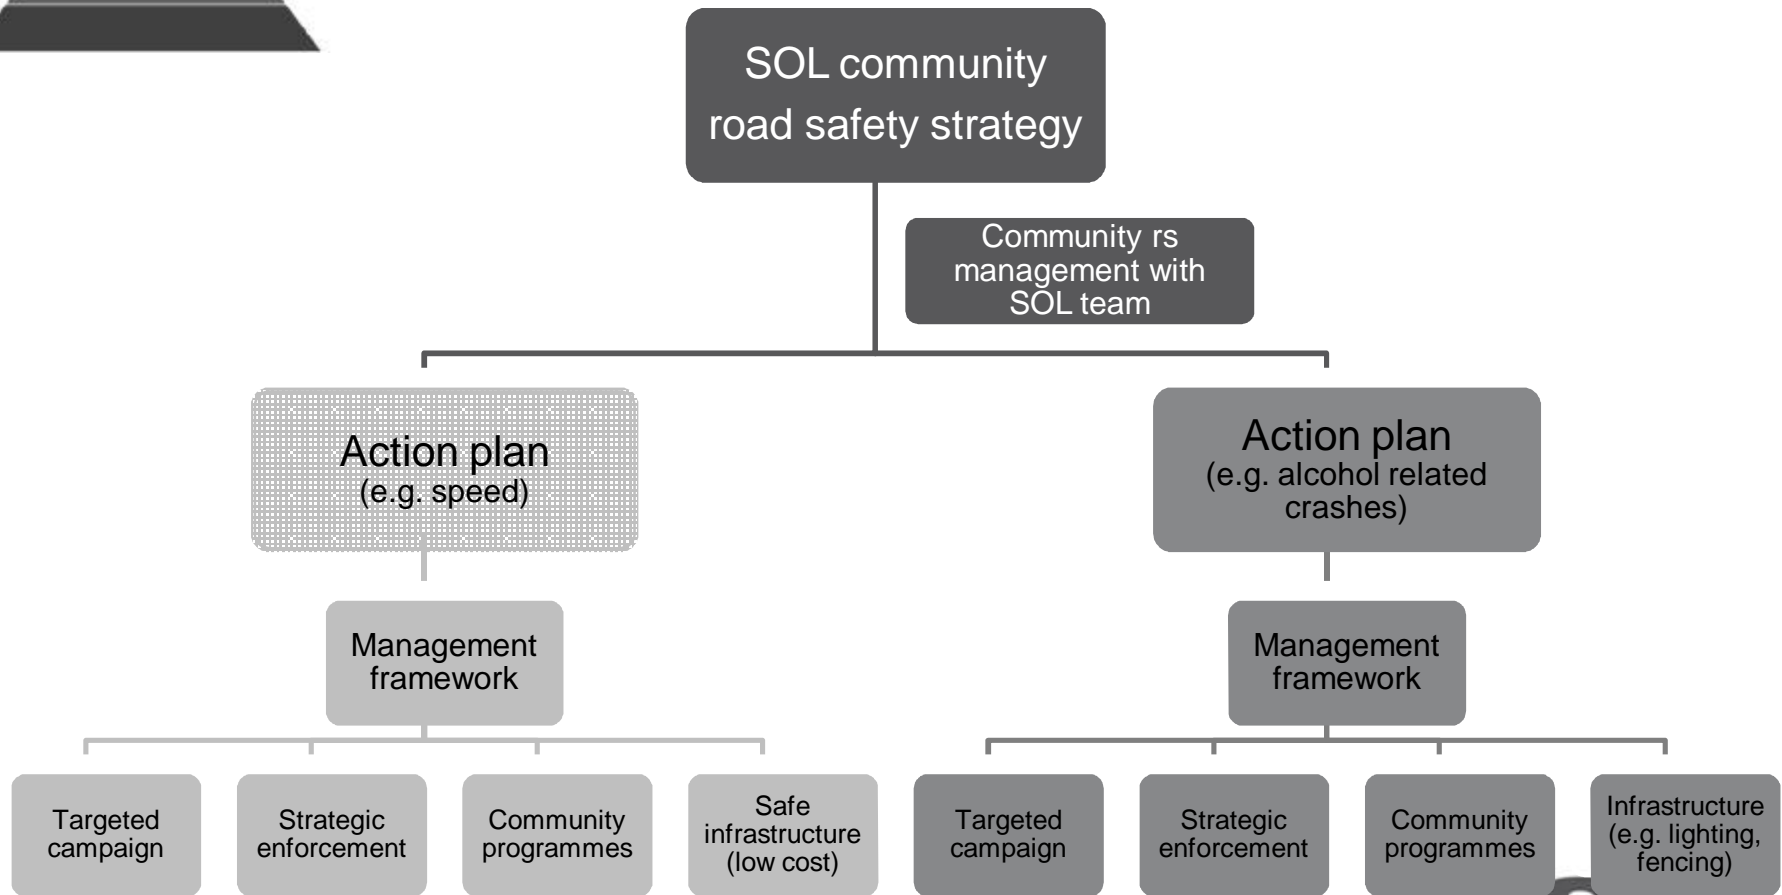 SOL community
road safety strategy
Community rs
management with
SOL team
Action plan
(e.g. speed)
Action plan
(e.g. alcohol related
crashes)
Management
framework
Management
framework
Targeted
campaign
Strategic
enforcement
Community
programmes
Safe
infrastructure
(low cost)
Targeted
campaign
Strategic
enforcement
Community
programmes
Infrastructure
(e.g. lighting,
fencing)